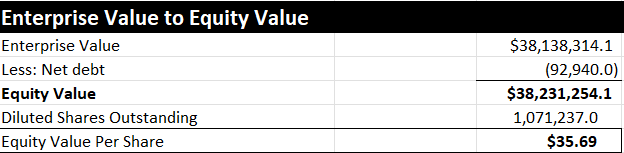 Enterprise Value to Equity Value
Enterprise Value $38,138,314.1
Less: Net debt (92,940.0)
Equity Value $38,231,254.1
Diluted Shares Outstanding 1,071,237.0
Equity Value Per Share $35.69